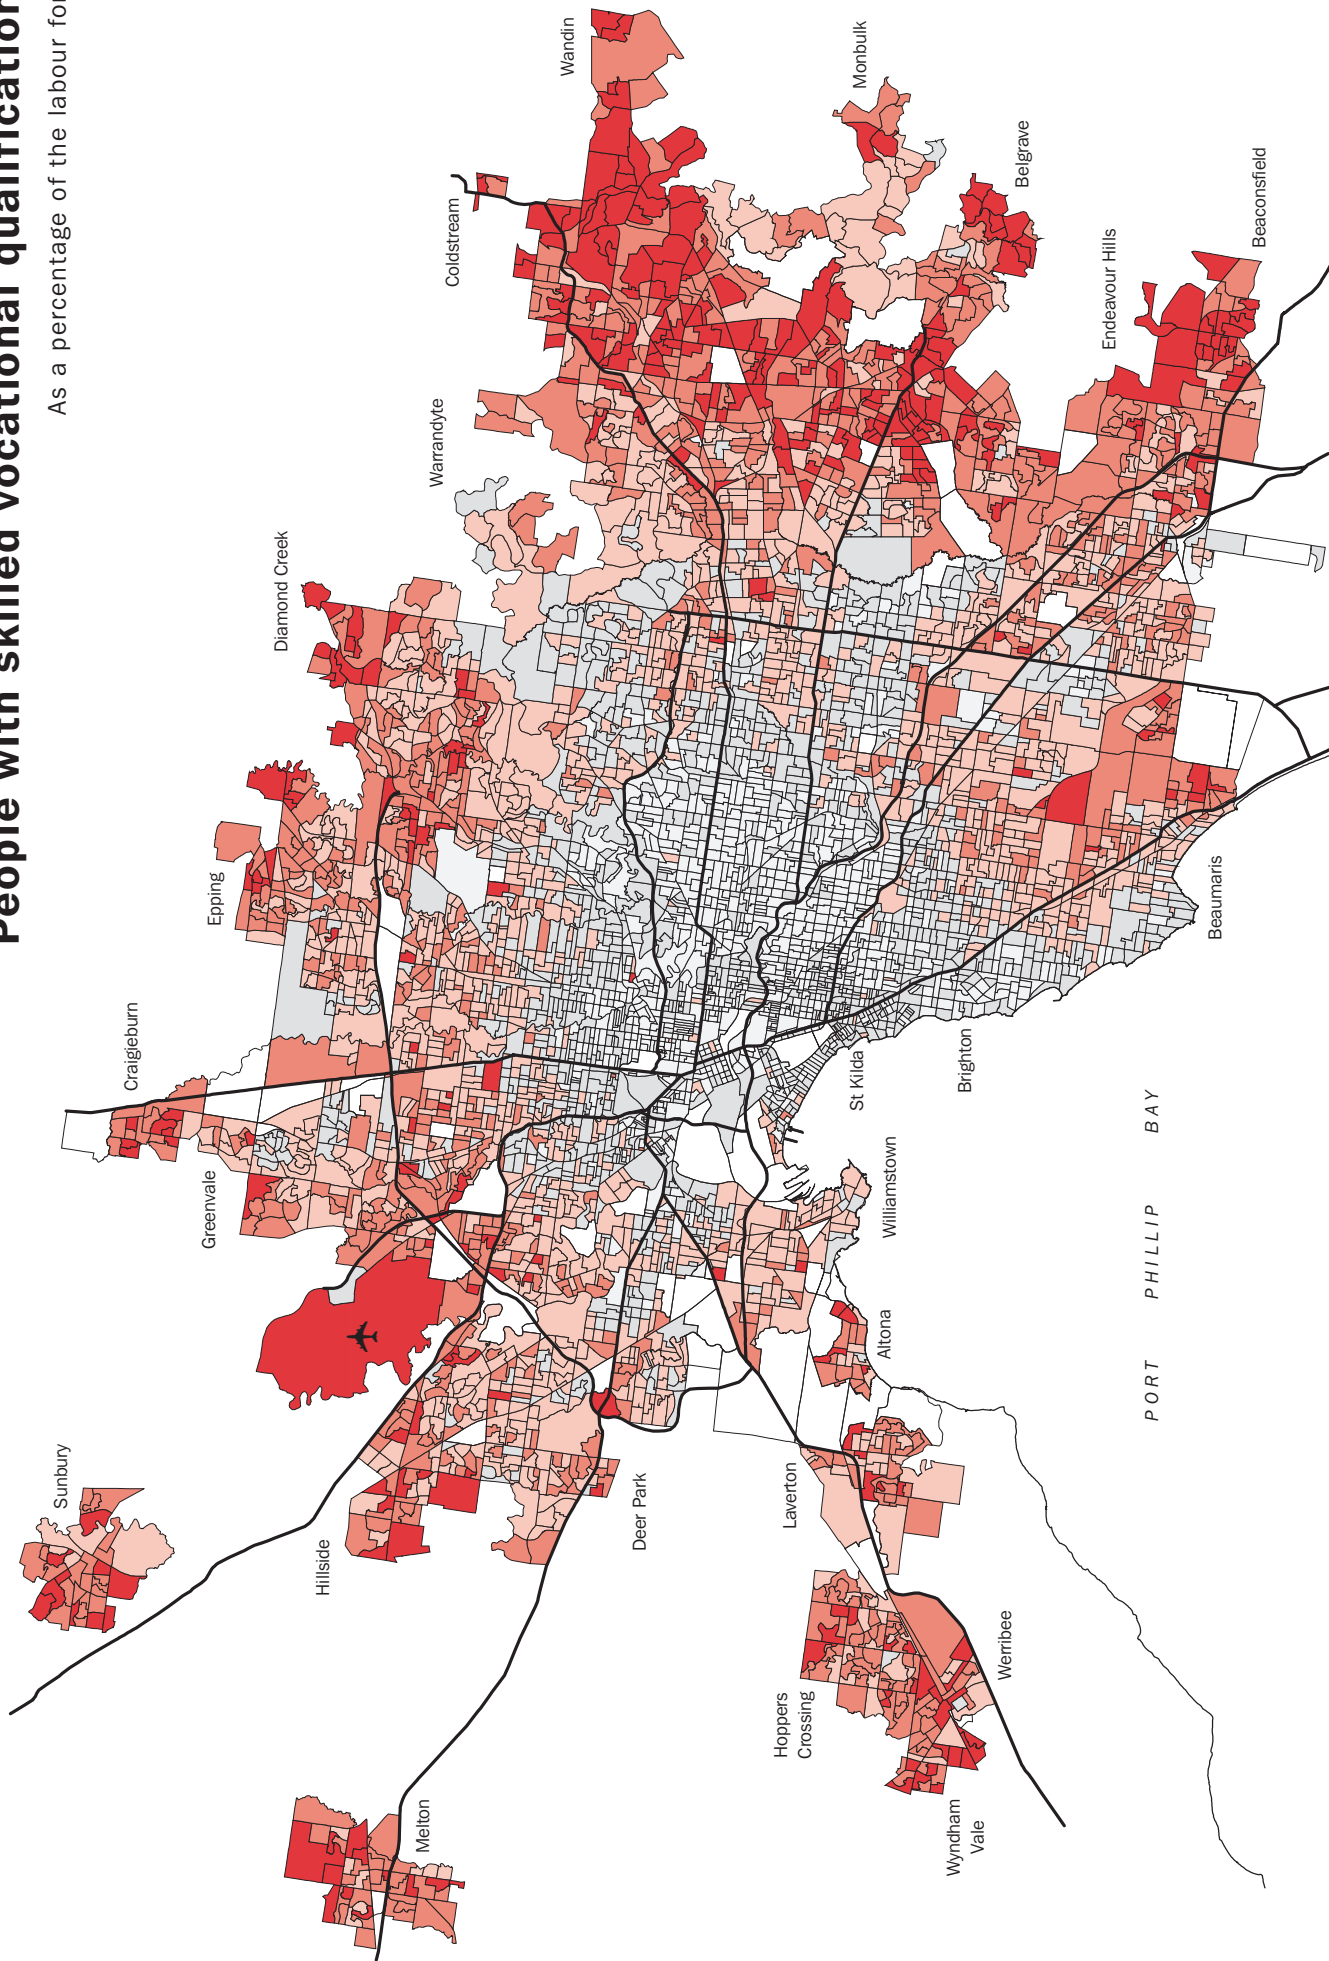 People with skilled vocational qualification
As a percentage of the labour for
Sunbury
Craigieburn
Greenvale
Epping
Diamond Creek
Hillside
Melton
Warrandyte
Coldstream
Wandin
Deer Park
Laverton
Hoppers
Crossing
Monbulk
St Kilda
Williamstown
Altona
Wyndham
Vale
Werribee
Brighton
Belgrave
Endeavour Hills
PORT PHILLIP BAY
Beaumaris
Beaconsfield